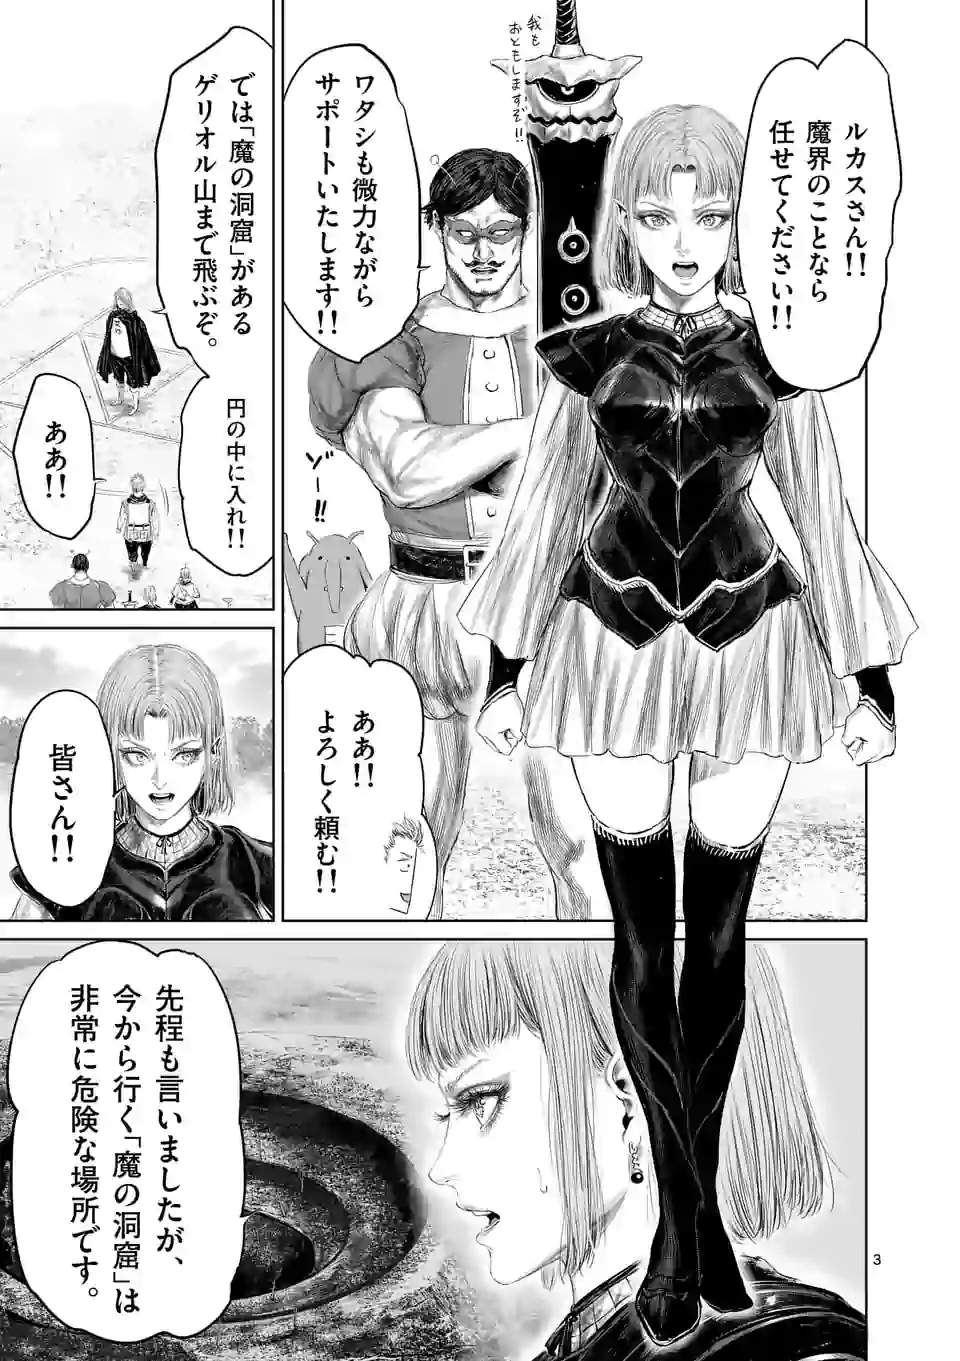 ルカスさん!!
魔界のことなら
任せてください!!
我も
おともしますぞ!!
ワタシも微力ながら
サポートいたします!!
ゾー!!
ああ!!
よろしく頼む!!
では「魔の洞窟」がある
ゲリオル山まで飛ぶぞ。
円の中に入れ!!
ああ!!
皆さん!!
先程も言いましたが、
今から行く「魔の洞窟」は
非常に危険な場所です。
3